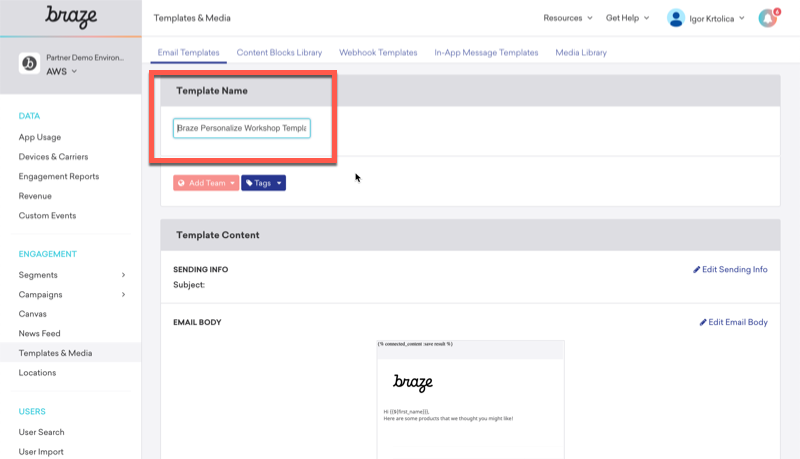 braze
Templates & Media
Resources
Get Help
Igor Krtolica
4
Partner Demo Environ...
AWS
Email Templates
Content Blocks Library
Webhook Templates
In-App Message Templates
Media Library
DATA
App Usage
Devices & Carriers
Engagement Reports
Revenue
Custom Events
ENGAGEMENT
Segments
Campaigns
Canvas
News Feed
Templates & Media
Locations
USERS
User Search
User Import
Template Name
Braze Personalize Workshop Templa
Add Team
Tags
Template Content
SENDING INFO
Edit Sending Info
Subject:
EMAIL BODY
Edit Email Body
{% connected_content :save result %}
braze
Hi {{${first_name}}},
Here are some products that we thought you might like!